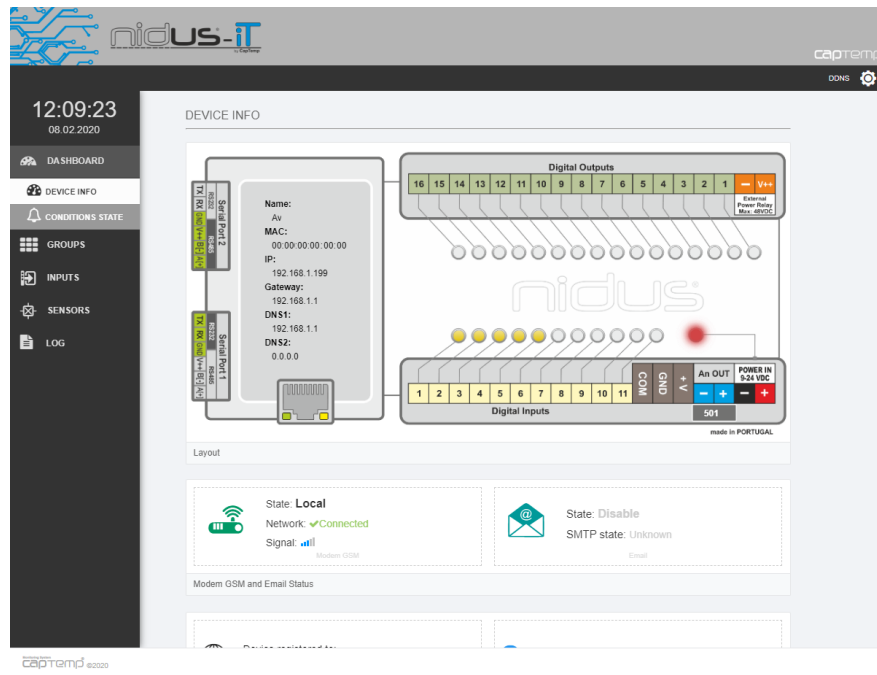 nidus-iT
by CapTemp
capTemp
DDNS
12:09:23
08.02.2020
DASHBOARD
DEVICE INFO
CONDITIONS STATE
GROUPS
INPUTS
SENSORS
LOG
DEVICE INFO
Digital Outputs
16 15 14 13 12 11 10 9 8 7 6 5 4 3 2 1 − V++
External
Power Relay
Max: 48VDC
Serial Port 2
RS232 RS485
TX RX GND V++ B(-) A(+)
Name:
Av
MAC:
00:00:00:00:00:00
IP:
192.168.1.199
Gateway:
192.168.1.1
DNS1:
192.168.1.1
DNS2:
0.0.0.0
nidus
Serial Port 1
RS232 RS485
TX RX GND V++ B(-) A(+)
1 2 3 4 5 6 7 8 9 10 11 COM GND +V
An OUT
− +
POWER IN
9-24 VDC
− +
Digital Inputs
501
made in PORTUGAL
Layout
State: Local
Network: Connected
Signal:
Modem GSM
State: Disable
SMTP state: Unknown
Email
Modem GSM and Email Status
Monitoring System
capTemp ©2020